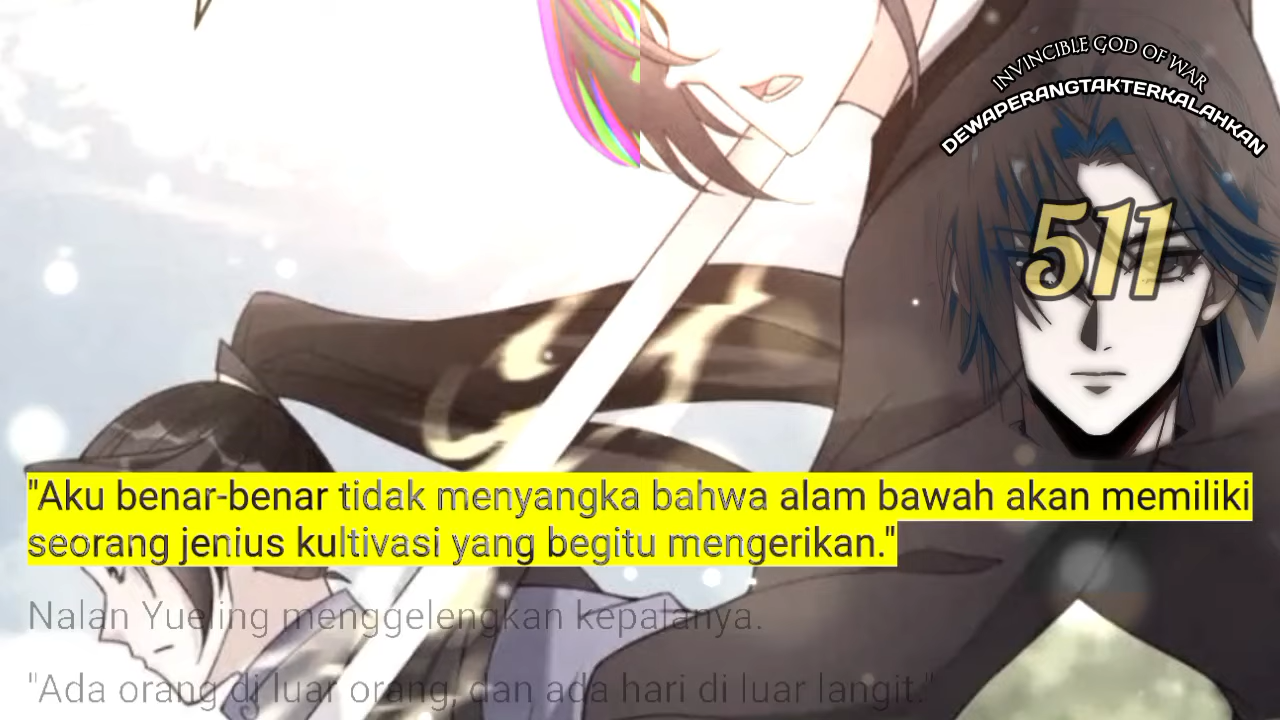 INVINCIBLE GOD OF WAR
DEWAPERANGTAKTERKALAHKAN
511
"Aku benar-benar tidak menyangka bahwa alam bawah akan memiliki
seorang jenius kultivasi yang begitu mengerikan."
Nalan Yueling menggelengkan kepalanya.
"Ada orang di luar orang, dan ada hari di luar langit."